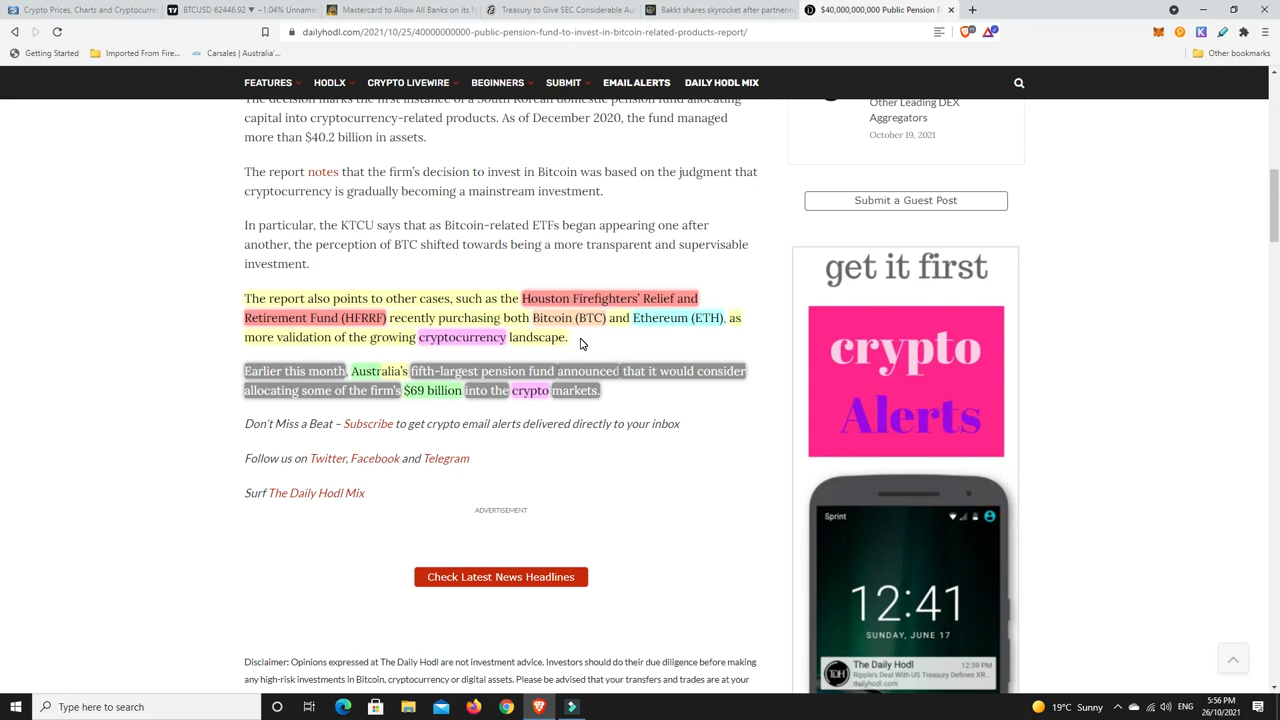 Crypto Prices, Charts and Cryptocurr
BTCUSD 62446.92 ▼ −1.04% Unname
Mastercard to Allow All Banks on its N
Treasury to Give SEC Considerable Au
Bakkt shares skyrocket after partnerin
$40,000,000,000 Public Pension F
dailyhodl.com/2021/10/25/40000000000-public-pension-fund-to-invest-in-bitcoin-related-products-report/
Getting Started
Imported From Fire...
Carsales | Australia'...
Other bookmarks
FEATURES
HODLX
CRYPTO LIVEWIRE
BEGINNERS
SUBMIT
EMAIL ALERTS
DAILY HODL MIX
The decision marks the first instance of a South Korean domestic pension fund allocating
capital into cryptocurrency-related products. As of December 2020, the fund managed
more than $40.2 billion in assets.
The report notes that the firm's decision to invest in Bitcoin was based on the judgment that
cryptocurrency is gradually becoming a mainstream investment.
In particular, the KTCU says that as Bitcoin-related ETFs began appearing one after
another, the perception of BTC shifted towards being a more transparent and supervisable
investment.
The report also points to other cases, such as the Houston Firefighters' Relief and
Retirement Fund (HFRRF) recently purchasing both Bitcoin (BTC) and Ethereum (ETH), as
more validation of the growing cryptocurrency landscape.
Earlier this month, Australia's fifth-largest pension fund announced that it would consider
allocating some of the firm's $69 billion into the crypto markets.
Don't Miss a Beat – Subscribe to get crypto email alerts delivered directly to your inbox
Follow us on Twitter, Facebook and Telegram
Surf The Daily Hodl Mix
ADVERTISEMENT
Check Latest News Headlines
Disclaimer: Opinions expressed at The Daily Hodl are not investment advice. Investors should do their due diligence before making
any high-risk investments in Bitcoin, cryptocurrency or digital assets. Please be advised that your transfers and trades are at your
Other Leading DEX
Aggregators
October 19, 2021
Submit a Guest Post
get it first
crypto
Alerts
Sprint
12:41
SUNDAY, JUNE 17
The Daily Hodl
12:39 PM
Ripple's Deal With US Treasury Defines XR...
dailyhodl.com
Type here to search
19°C Sunny
ENG
5:56 PM
26/10/2021